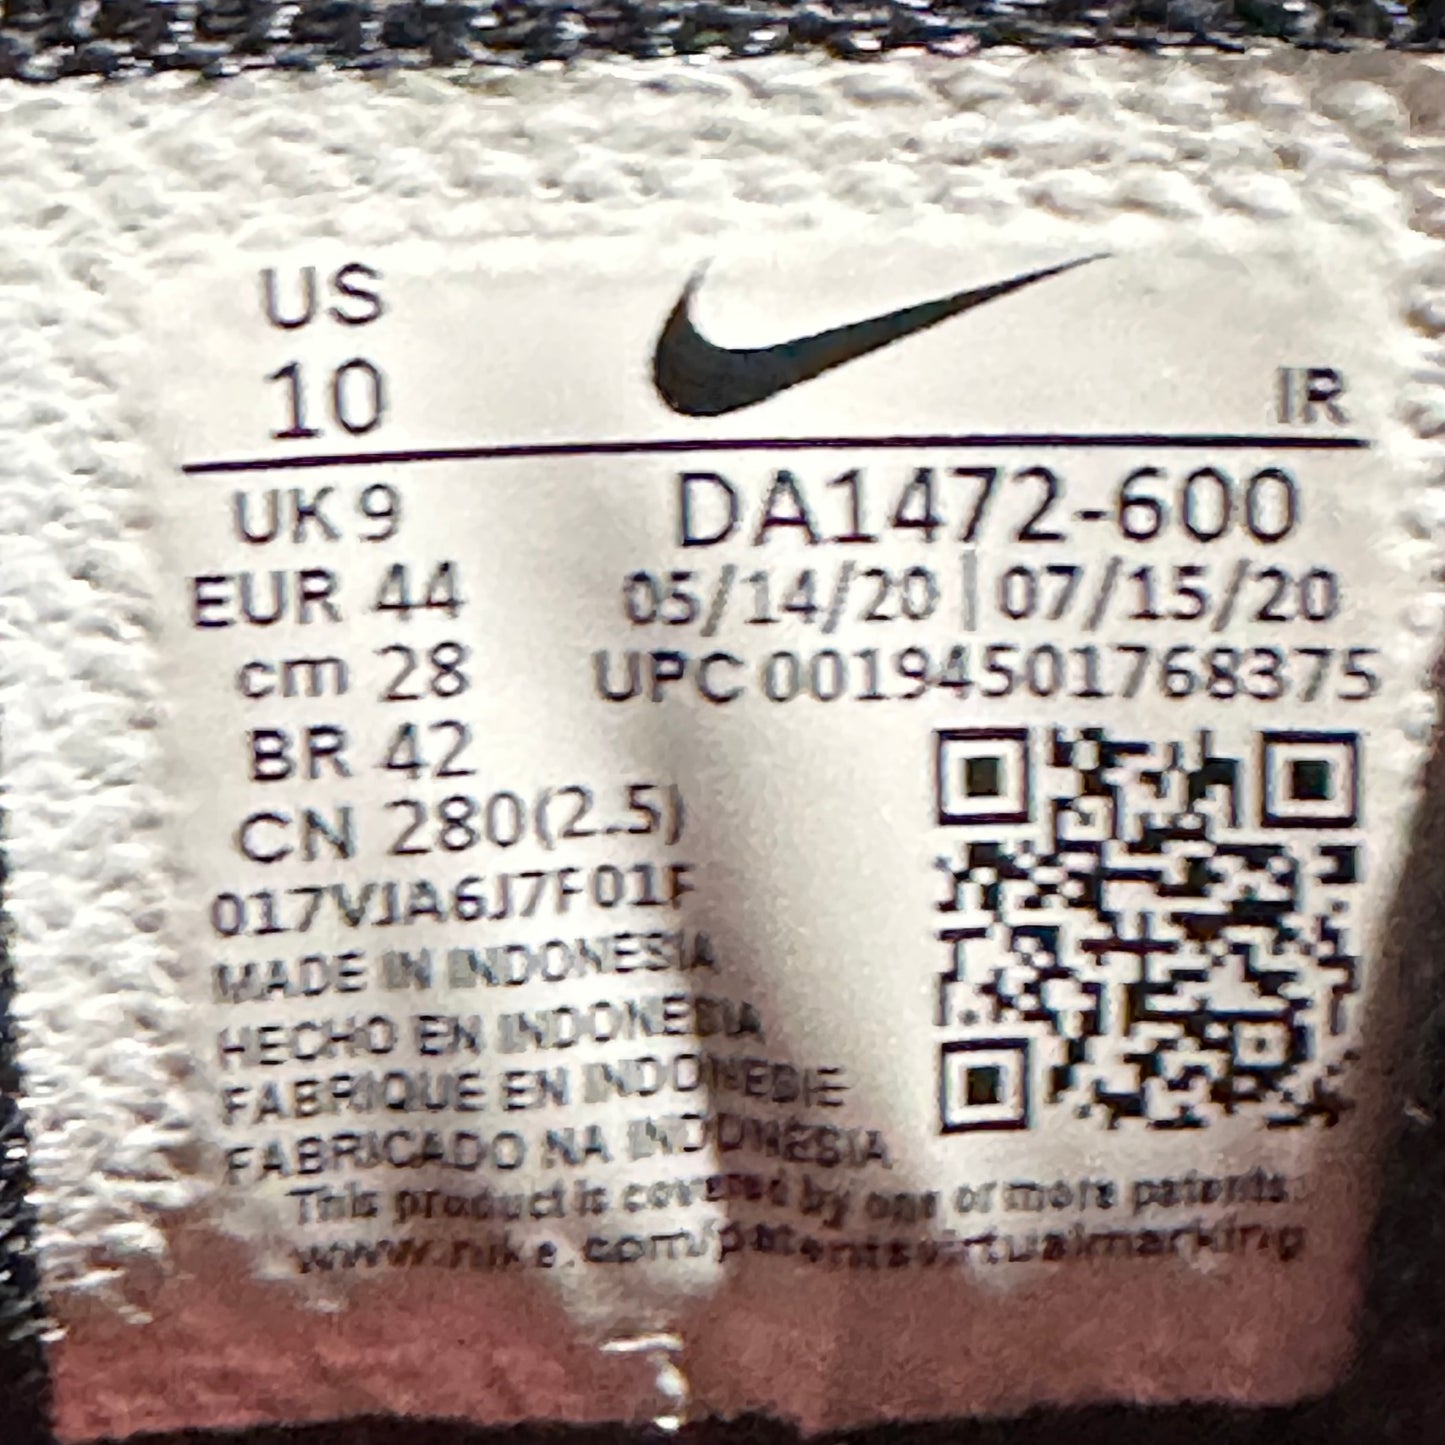 US
10
IR
UK 9
DA1472-600
EUR 44
05/14/20 | 07/15/20
cm 28
UPC 00194501768375
BR 42
CN 280(2.5)
017V1A6J7F01F
MADE IN INDONESIA
HECHO EN INDONESIA
FABRIQUE EN INDONESIE
FABRICADO NA INDONESIA
This product is covered by one or more patents.
www.nike.com/patentsvirtualmarking